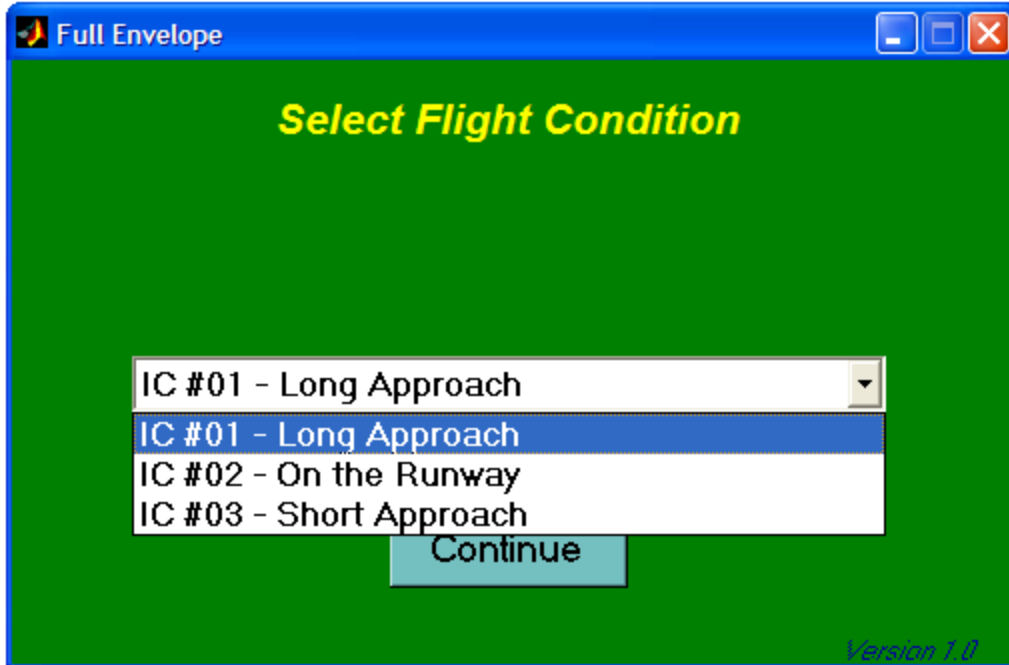 Full Envelope
Select Flight Condition
IC #01 - Long Approach
IC #01 - Long Approach
IC #02 - On the Runway
IC #03 - Short Approach
Continue
Version 1.0